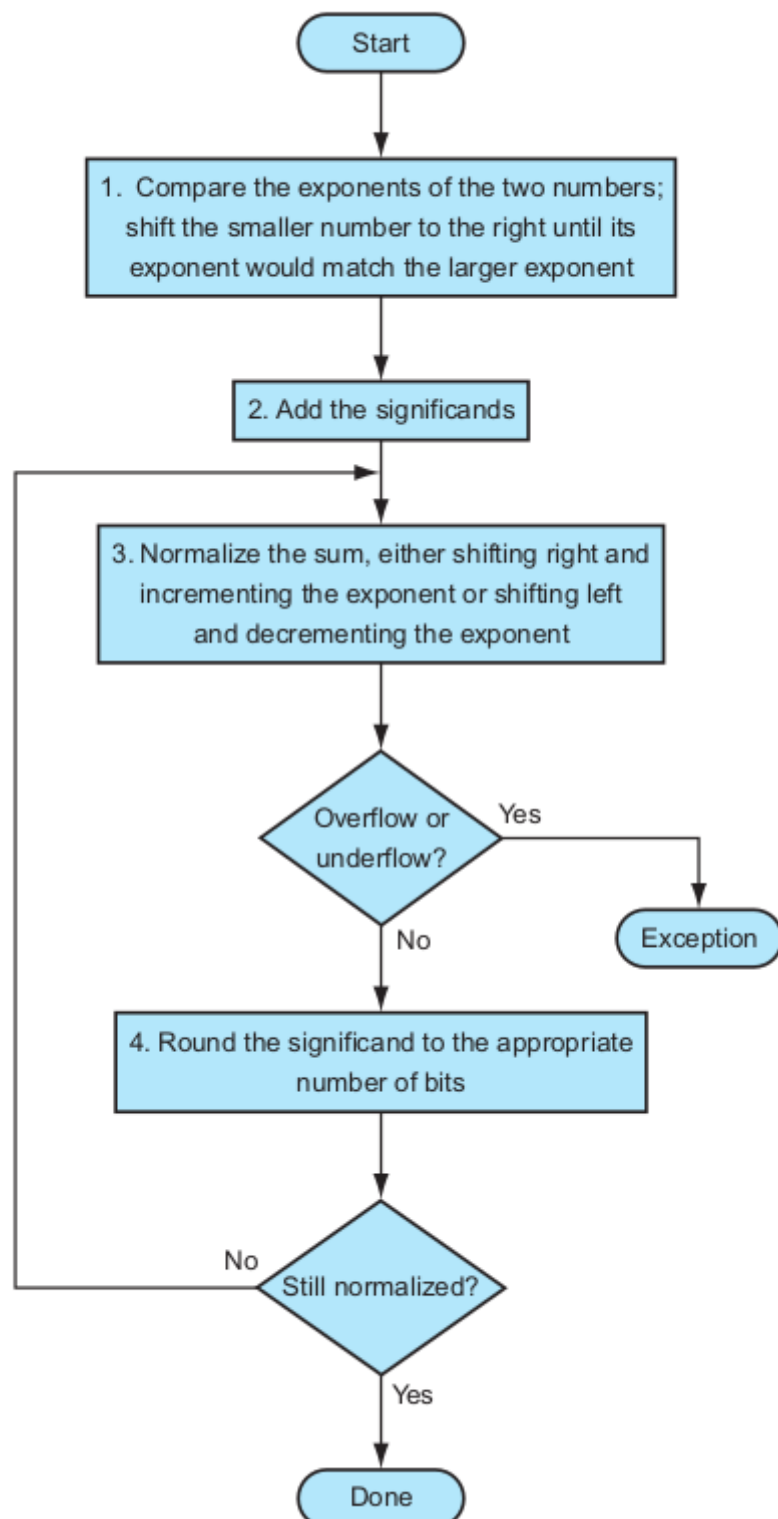 Start
1. Compare the exponents of the two numbers;
shift the smaller number to the right until its
exponent would match the larger exponent
2. Add the significands
3. Normalize the sum, either shifting right and
incrementing the exponent or shifting left
and decrementing the exponent
Overflow or
underflow?
Yes
No
Exception
4. Round the significand to the appropriate
number of bits
Still normalized?
No
Yes
Done